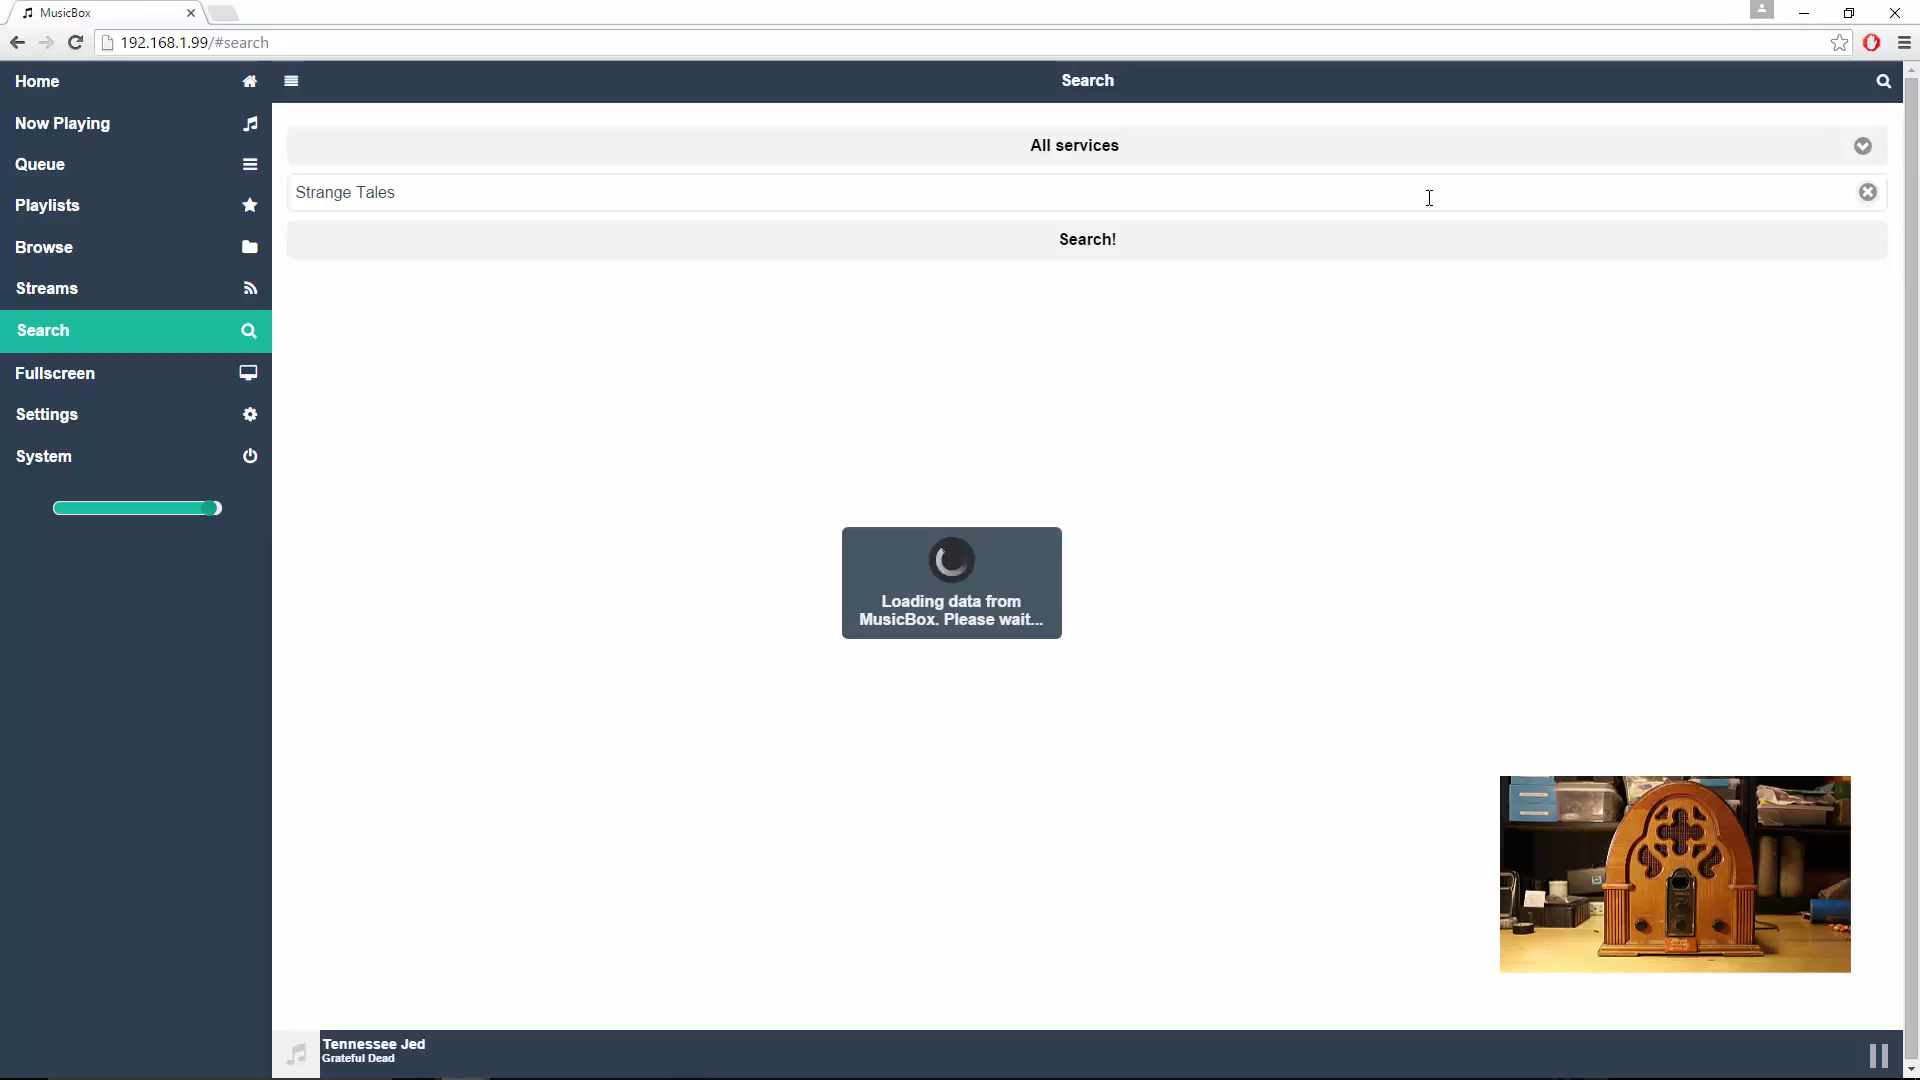 MusicBox
192.168.1.99/#search
Home
Now Playing
Queue
Playlists
Browse
Streams
Search
Fullscreen
Settings
System
Search
All services
Strange Tales
Search!
Loading data from
MusicBox. Please wait...
Tennessee Jed
Grateful Dead